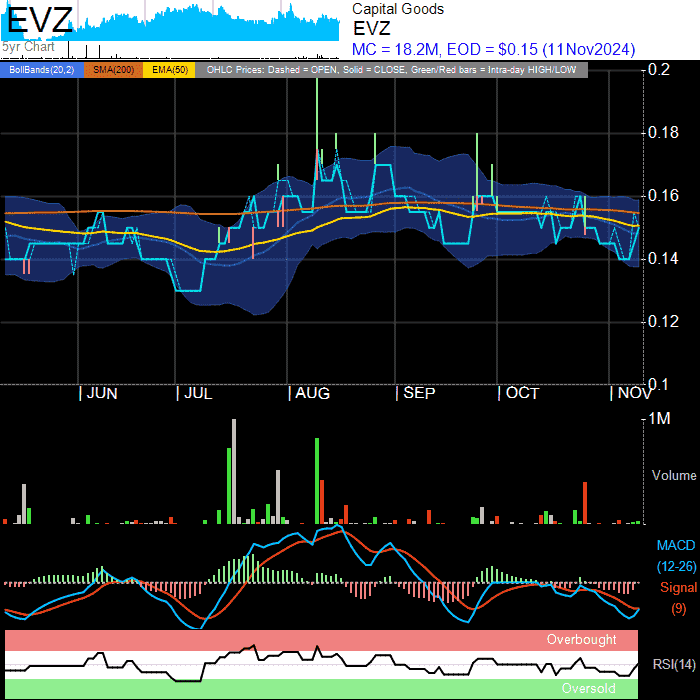 EVZ
5yr Chart
Capital Goods
EVZ
MC = 18.2M, EOD = $0.15 (11Nov2024)
BollBands(20,2) SMA(200) EMA(50) OHLC Prices: Dashed = OPEN, Solid = CLOSE, Green/Red bars = Intra-day HIGH/LOW
0.2
0.18
0.16
0.14
0.12
0.1
| JUN | JUL | AUG | SEP | OCT | NOV
1M
Volume
MACD
(12-26)
Signal
(9)
Overbought
RSI(14)
Oversold